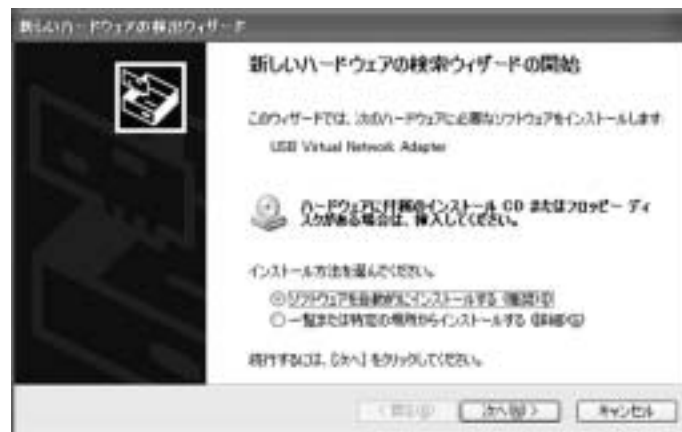 新しいハードウェアの検出ウィザード
新しいハードウェアの検索ウィザードの開始
このウィザードでは、次のハードウェアに必要なソフトウェアをインストールします:
USB Virtual Network Adapter
ハードウェアに付属のインストール CD またはフロッピー ディ
スクがある場合は、挿入してください。
インストール方法を選んでください。
ソフトウェアを自動的にインストールする (推奨)(I)
一覧または特定の場所からインストールする (詳細)(S)
続行するには、[次へ] をクリックしてください。
< 戻る(B)
次へ(N) >
キャンセル